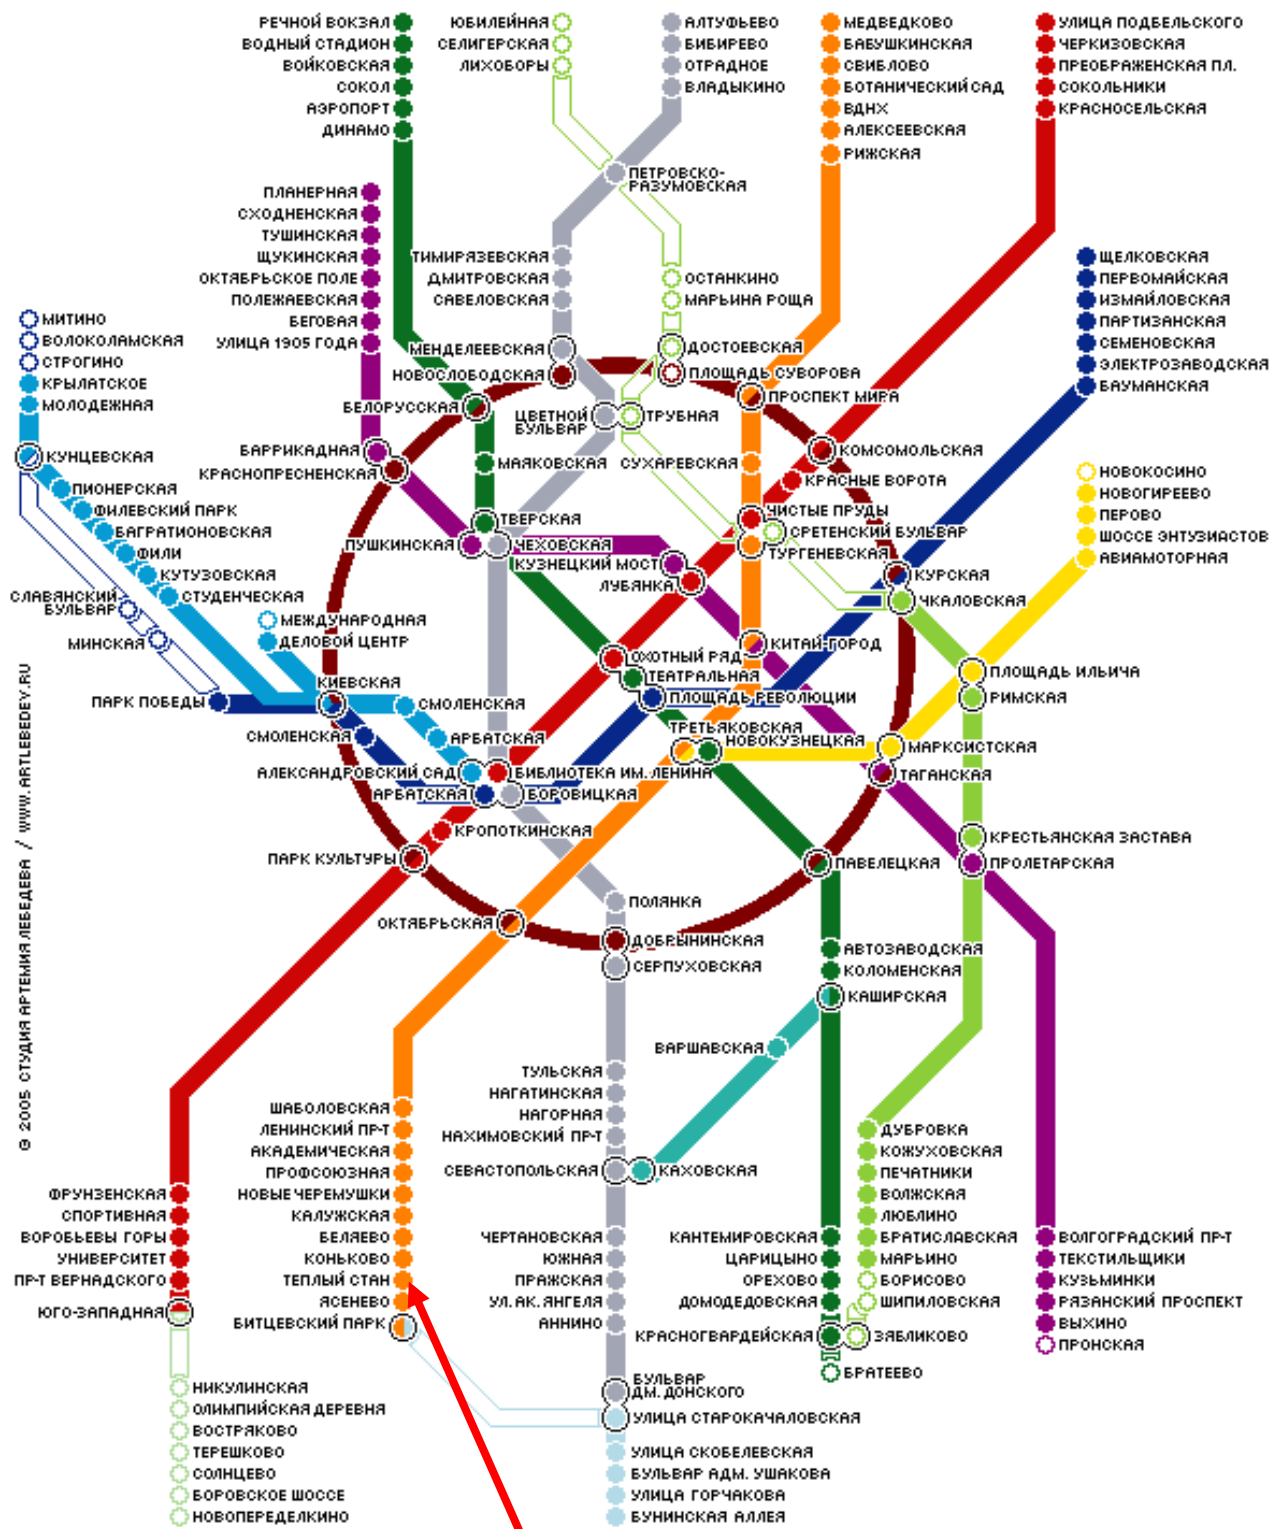 РЕЧНОЙ ВОКЗАЛ
ВОДНЫЙ СТАДИОН
ВОЙКОВСКАЯ
СОКОЛ
АЭРОПОРТ
ДИНАМО
ЮБИЛЕЙНАЯ
СЕЛИГЕРСКАЯ
ЛИХОБОРЫ
АЛТУФЬЕВО
БИБИРЕВО
ОТРАДНОЕ
ВЛАДЫКИНО
МЕДВЕДКОВО
БАБУШКИНСКАЯ
СВИБЛОВО
БОТАНИЧЕСКИЙ САД
ВДНХ
АЛЕКСЕЕВСКАЯ
РИЖСКАЯ
УЛИЦА ПОДБЕЛЬСКОГО
ЧЕРКИЗОВСКАЯ
ПРЕОБРАЖЕНСКАЯ ПЛ.
СОКОЛЬНИКИ
КРАСНОСЕЛЬСКАЯ
ПЕТРОВСКО-
РАЗУМОВСКАЯ
ПЛАНЕРНАЯ
СХОДНЕНСКАЯ
ТУШИНСКАЯ
ЩУКИНСКАЯ
ОКТЯБРЬСКОЕ ПОЛЕ
ПОЛЕЖАЕВСКАЯ
БЕГОВАЯ
УЛИЦА 1905 ГОДА
ТИМИРЯЗЕВСКАЯ
ДМИТРОВСКАЯ
САВЕЛОВСКАЯ
ОСТАНКИНО
МАРЬИНА РОЩА
ЩЕЛКОВСКАЯ
ПЕРВОМАЙСКАЯ
ИЗМАЙЛОВСКАЯ
ПАРТИЗАНСКАЯ
СЕМЕНОВСКАЯ
ЭЛЕКТРОЗАВОДСКАЯ
БАУМАНСКАЯ
МИТИНО
ВОЛОКОЛАМСКАЯ
СТРОГИНО
КРЫЛАТСКОЕ
МОЛОДЕЖНАЯ
МЕНДЕЛЕЕВСКАЯ
НОВОСЛОБОДСКАЯ
ДОСТОЕВСКАЯ
ПЛОЩАДЬ СУВОРОВА
БЕЛОРУССКАЯ
ЦВЕТНОЙ
БУЛЬВАР
ТРУБНАЯ
ПРОСПЕКТ МИРА
БАРРИКАДНАЯ
КРАСНОПРЕСНЕНСКАЯ
МАЯКОВСКАЯ
СУХАРЕВСКАЯ
КОМСОМОЛЬСКАЯ
КРАСНЫЕ ВОРОТА
КУНЦЕВСКАЯ
ПИОНЕРСКАЯ
ФИЛЕВСКИЙ ПАРК
БАГРАТИОНОВСКАЯ
ФИЛИ
КУТУЗОВСКАЯ
СТУДЕНЧЕСКАЯ
НОВОКОСИНО
НОВОГИРЕЕВО
ПЕРОВО
ШОССЕ ЭНТУЗИАСТОВ
АВИАМОТОРНАЯ
ТВЕРСКАЯ
ПУШКИНСКАЯ
ЧЕХОВСКАЯ
КУЗНЕЦКИЙ МОСТ
ЛУБЯНКА
ЧИСТЫЕ ПРУДЫ
СРЕТЕНСКИЙ БУЛЬВАР
ТУРГЕНЕВСКАЯ
КУРСКАЯ
ЧКАЛОВСКАЯ
СЛАВЯНСКИЙ
БУЛЬВАР
МИНСКАЯ
МЕЖДУНАРОДНАЯ
ДЕЛОВОЙ ЦЕНТР
ОХОТНЫЙ РЯД
КИТАЙ-ГОРОД
ТЕАТРАЛЬНАЯ
ПЛОЩАДЬ РЕВОЛЮЦИИ
ПЛОЩАДЬ ИЛЬИЧА
РИМСКАЯ
КИЕВСКАЯ
ПАРК ПОБЕДЫ
СМОЛЕНСКАЯ
СМОЛЕНСКАЯ
АРБАТСКАЯ
ТРЕТЬЯКОВСКАЯ
НОВОКУЗНЕЦКАЯ
МАРКСИСТСКАЯ
ТАГАНСКАЯ
АЛЕКСАНДРОВСКИЙ САД
БИБЛИОТЕКА ИМ. ЛЕНИНА
АРБАТСКАЯ
БОРОВИЦКАЯ
КРОПОТКИНСКАЯ
ПАРК КУЛЬТУРЫ
КРЕСТЬЯНСКАЯ ЗАСТАВА
ПРОЛЕТАРСКАЯ
ПАВЕЛЕЦКАЯ
ПОЛЯНКА
ОКТЯБРЬСКАЯ
ДОБРЫНИНСКАЯ
СЕРПУХОВСКАЯ
АВТОЗАВОДСКАЯ
КОЛОМЕНСКАЯ
КАШИРСКАЯ
ВАРШАВСКАЯ
ТУЛЬСКАЯ
НАГАТИНСКАЯ
НАГОРНАЯ
НАХИМОВСКИЙ ПР-Т
СЕВАСТОПОЛЬСКАЯ
КАХОВСКАЯ
ШАБОЛОВСКАЯ
ЛЕНИНСКИЙ ПР-Т
АКАДЕМИЧЕСКАЯ
ПРОФСОЮЗНАЯ
НОВЫЕ ЧЕРЕМУШКИ
КАЛУЖСКАЯ
БЕЛЯЕВО
КОНЬКОВО
ТЕПЛЫЙ СТАН
ЯСЕНЕВО
БИТЦЕВСКИЙ ПАРК
ФРУНЗЕНСКАЯ
СПОРТИВНАЯ
ВОРОБЬЕВЫ ГОРЫ
УНИВЕРСИТЕТ
ПР-Т ВЕРНАДСКОГО
ЮГО-ЗАПАДНАЯ
ЧЕРТАНОВСКАЯ
ЮЖНАЯ
ПРАЖСКАЯ
УЛ. АК. ЯНГЕЛЯ
АННИНО
БУЛЬВАР
ДМ. ДОНСКОГО
УЛИЦА СТАРОКАЧАЛОВСКАЯ
УЛИЦА СКОБЕЛЕВСКАЯ
БУЛЬВАР АДМ. УШАКОВА
УЛИЦА ГОРЧАКОВА
БУНИНСКАЯ АЛЛЕЯ
КАНТЕМИРОВСКАЯ
ЦАРИЦЫНО
ОРЕХОВО
ДОМОДЕДОВСКАЯ
КРАСНОГВАРДЕЙСКАЯ
БРАТЕЕВО
ДУБРОВКА
КОЖУХОВСКАЯ
ПЕЧАТНИКИ
ВОЛЖСКАЯ
ЛЮБЛИНО
БРАТИСЛАВСКАЯ
МАРЬИНО
БОРИСОВО
ШИПИЛОВСКАЯ
ЗЯБЛИКОВО
ВОЛГОГРАДСКИЙ ПР-Т
ТЕКСТИЛЬЩИКИ
КУЗЬМИНКИ
РЯЗАНСКИЙ ПРОСПЕКТ
ВЫХИНО
ПРОНСКАЯ
НИКУЛИНСКАЯ
ОЛИМПИЙСКАЯ ДЕРЕВНЯ
ВОСТРЯКОВО
ТЕРЕШКОВО
СОЛНЦЕВО
БОРОВСКОЕ ШОССЕ
НОВОПЕРЕДЕЛКИНО
© 2005 СТУДИЯ АРТЕМИЯ ЛЕБЕДЕВА / WWW.ARTLEBEDEV.RU